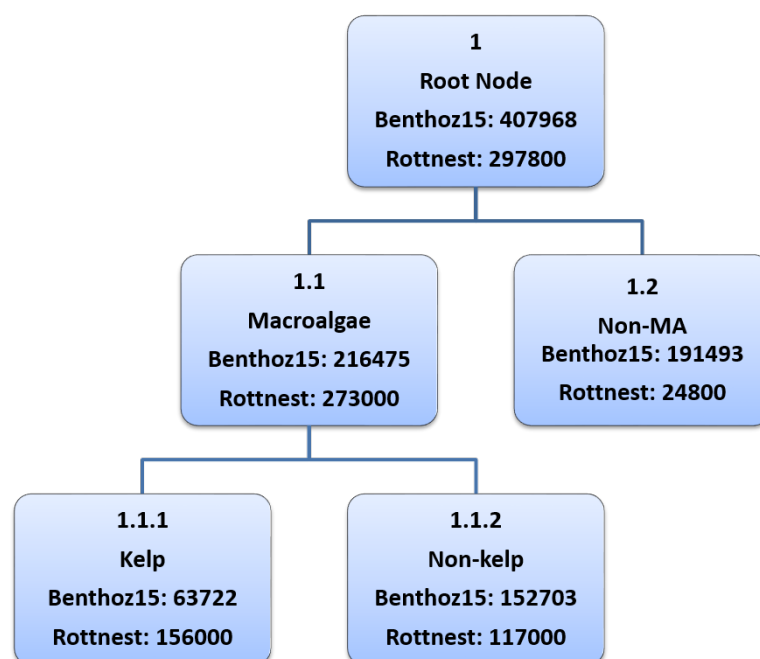 1
Root Node
Benthoz15: 407968
Rottnest: 297800
1.1
Macroalgae
Benthoz15: 216475
Rottnest: 273000
1.2
Non-MA
Benthoz15: 191493
Rottnest: 24800
1.1.1
Kelp
Benthoz15: 63722
Rottnest: 156000
1.1.2
Non-kelp
Benthoz15: 152703
Rottnest: 117000